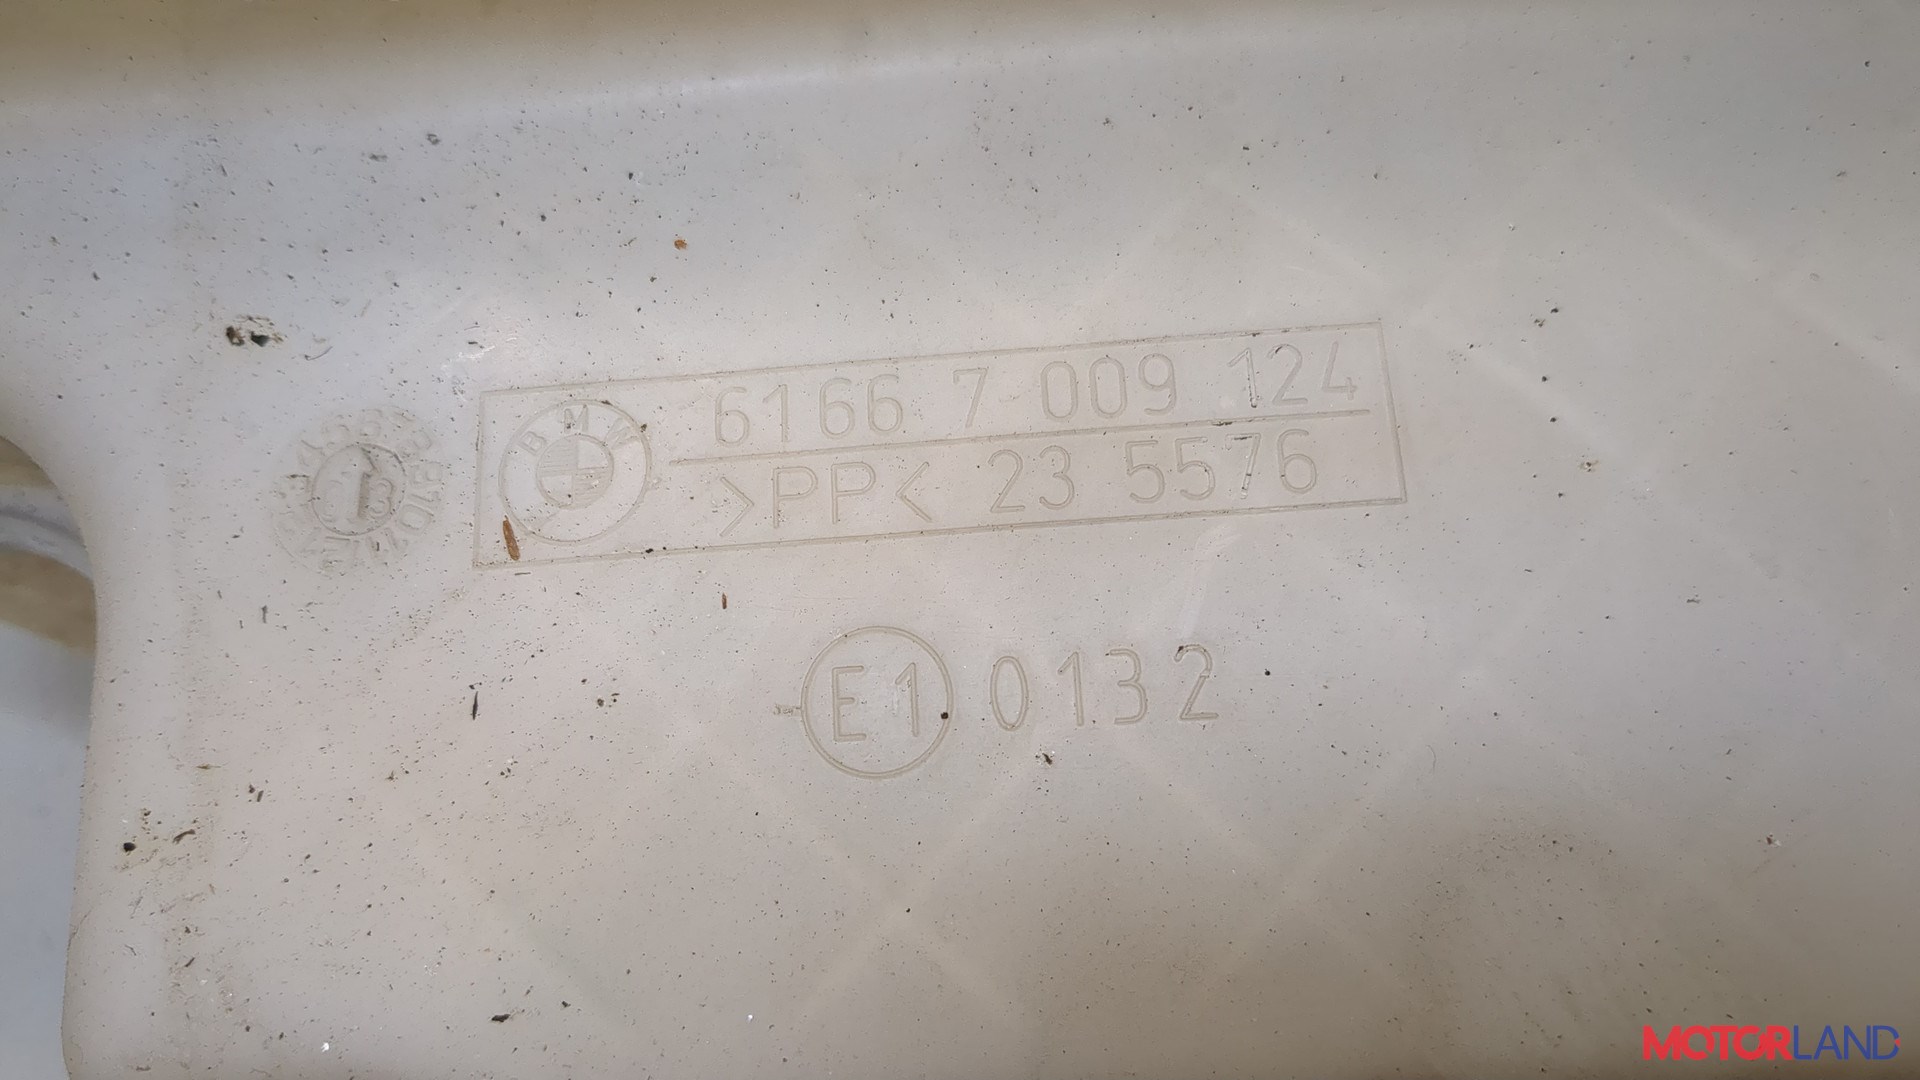 BMW
6166 7 009 124
>PP< 23 5576
E1 0132
MOTORLAND